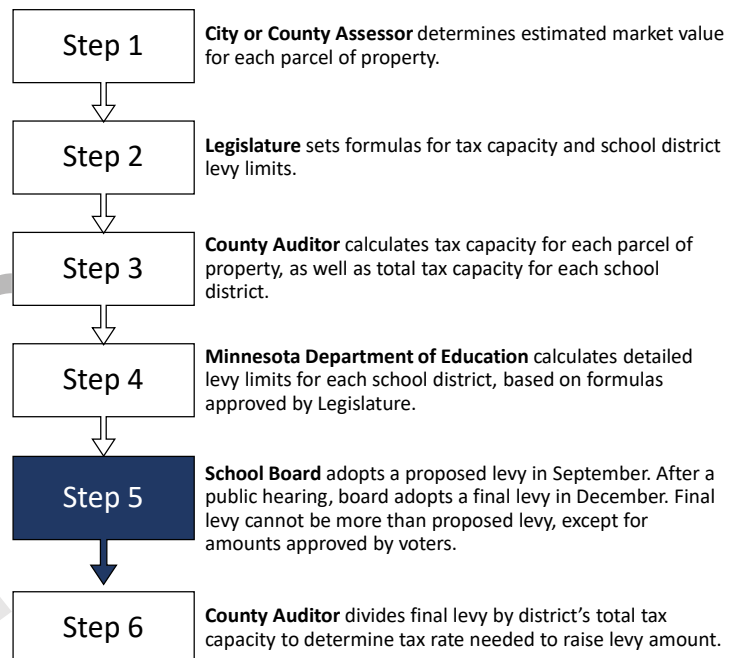 Step 1
City or County Assessor determines estimated market value
for each parcel of property.
Step 2
Legislature sets formulas for tax capacity and school district
levy limits.
Step 3
County Auditor calculates tax capacity for each parcel of
property, as well as total tax capacity for each school
district.
Step 4
Minnesota Department of Education calculates detailed
levy limits for each school district, based on formulas
approved by Legislature.
Step 5
School Board adopts a proposed levy in September. After a
public hearing, board adopts a final levy in December. Final
levy cannot be more than proposed levy, except for
amounts approved by voters.
Step 6
County Auditor divides final levy by district’s total tax
capacity to determine tax rate needed to raise levy amount.